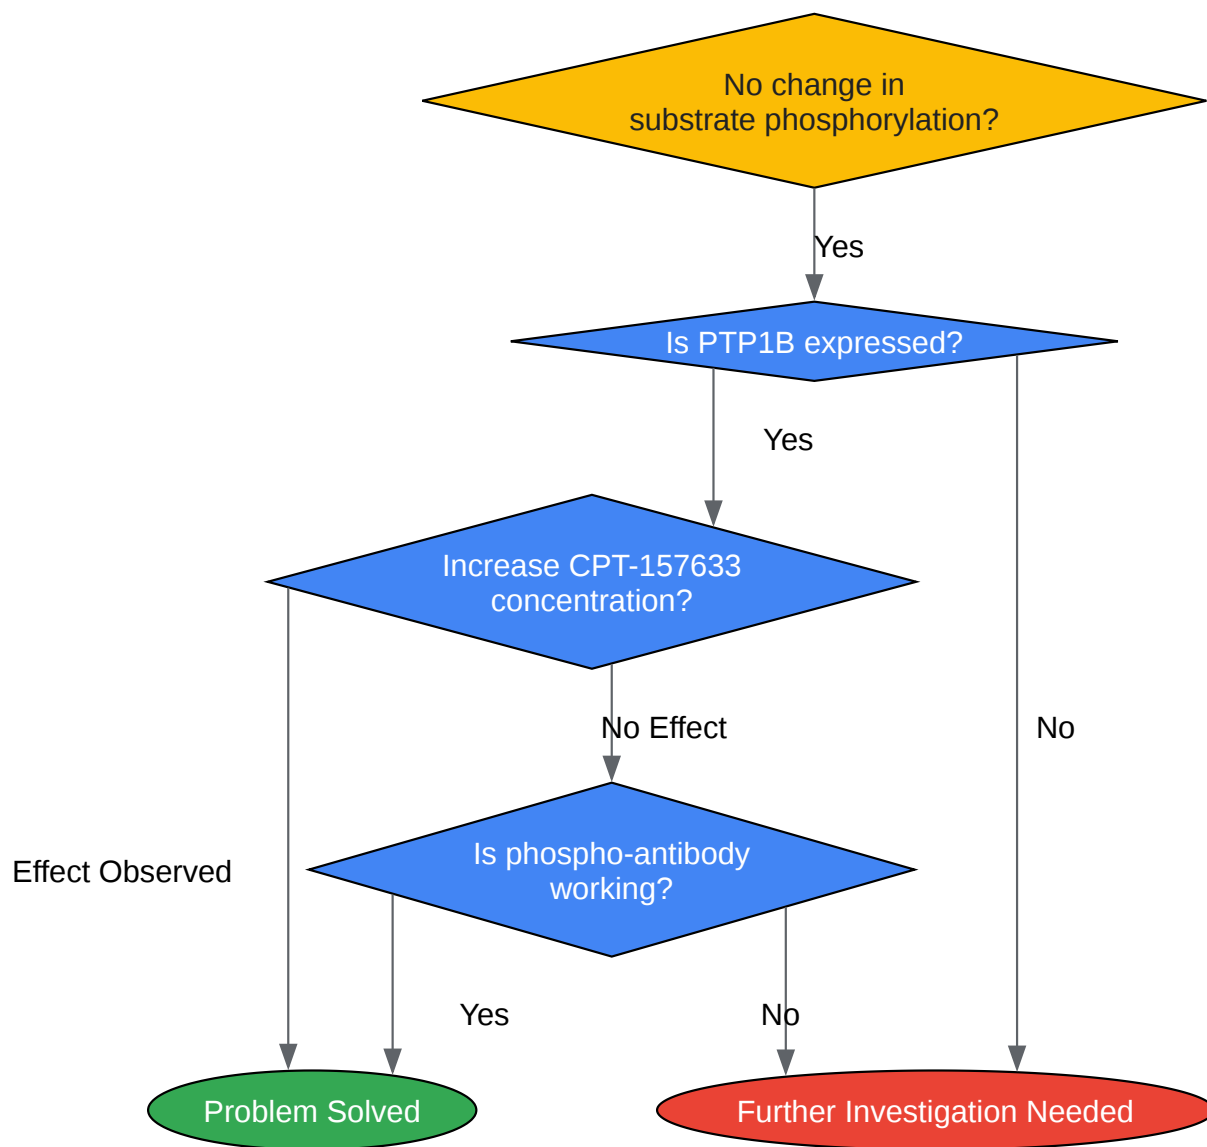 No change in
substrate phosphorylation?
Yes
Is PTP1B expressed?
Yes
Increase CPT-157633
concentration?
No Effect
No
Is phospho-antibody
working?
Effect Observed
Yes
No
Problem Solved
Further Investigation Needed